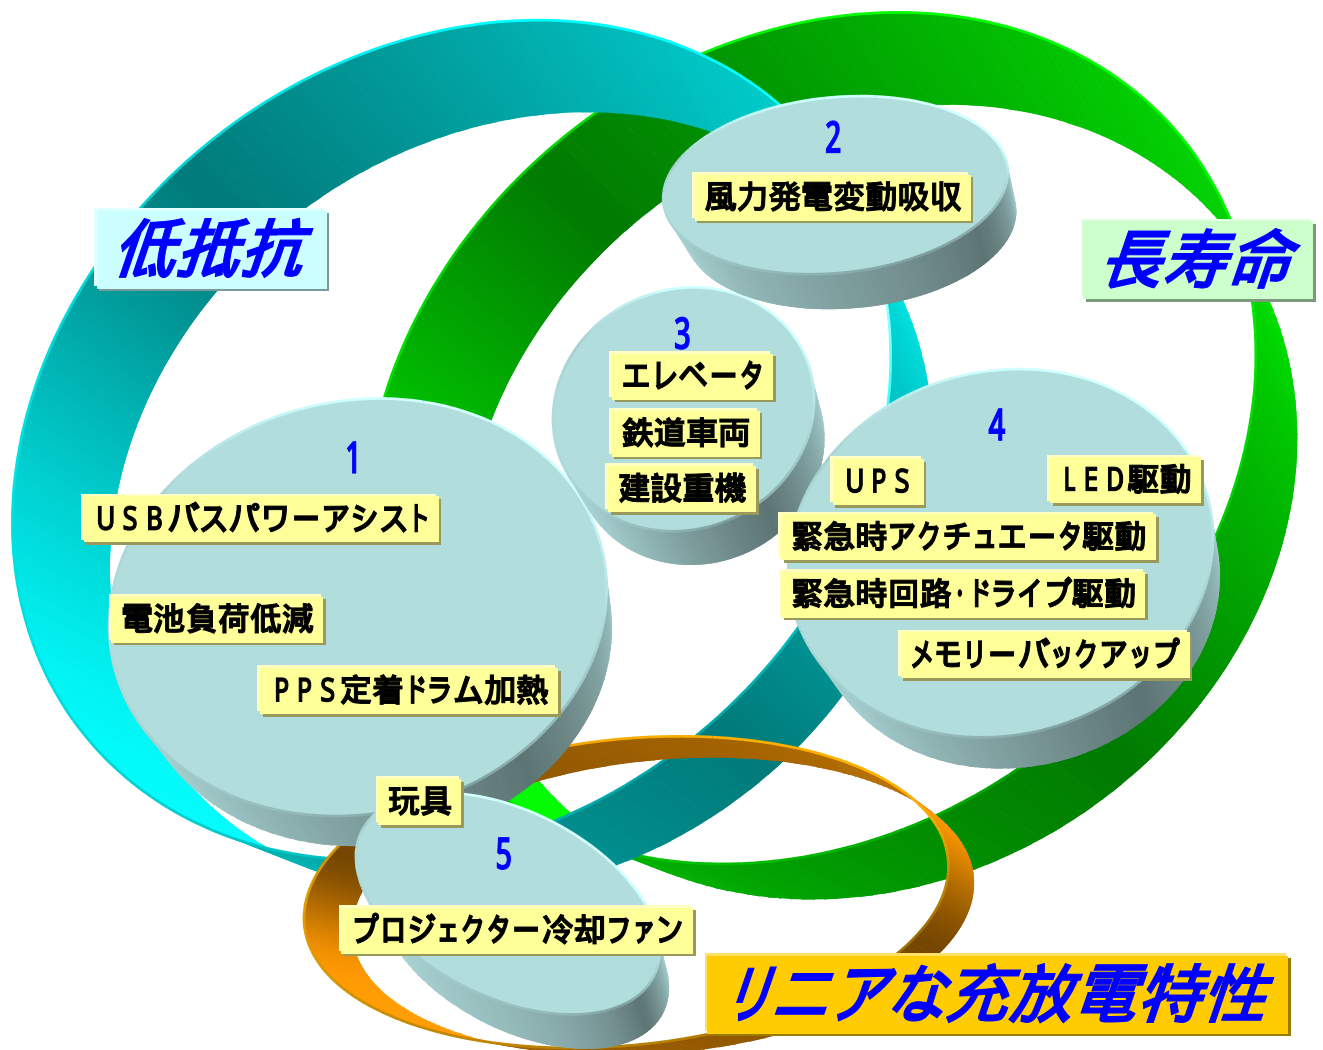 低抵抗
長寿命
2
風力発電変動吸収
3
エレベータ
鉄道車両
建設重機
1
USBバスパワーアシスト
電池負荷低減
PPS定着ドラム加熱
4
UPS
LED駆動
緊急時アクチュエータ駆動
緊急時回路・ドライブ駆動
メモリーバックアップ
玩具
5
プロジェクター冷却ファン
リニアな充放電特性